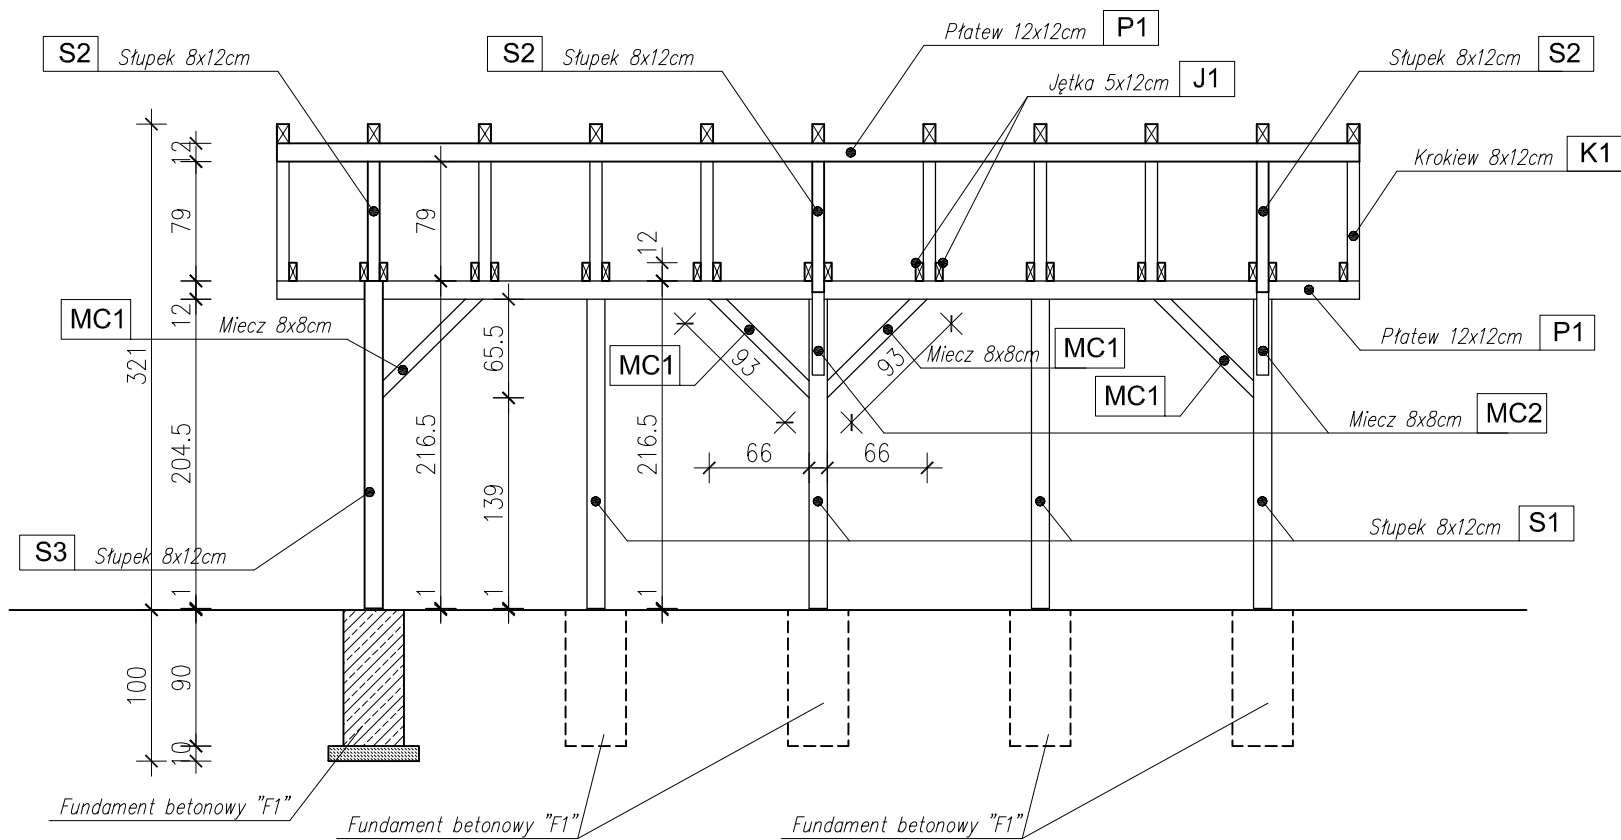 Płatew 12x12cm P1
S2 Słupek 8x12cm
S2 Słupek 8x12cm
Słupek 8x12cm S2
Jętka 5x12cm J1
Krokiew 8x12cm K1
12
79
79
12
12
321
204.5
1
216.5
1
65.5
139
1
216.5
1
93
93
66
66
MC1 Miecz 8x8cm
MC1
Miecz 8x8cm MC1
MC1
Płatew 12x12cm P1
Miecz 8x8cm MC2
Słupek 8x12cm S1
S3 Słupek 8x12cm
100
90
10
Fundament betonowy "F1"
Fundament betonowy "F1"
Fundament betonowy "F1"